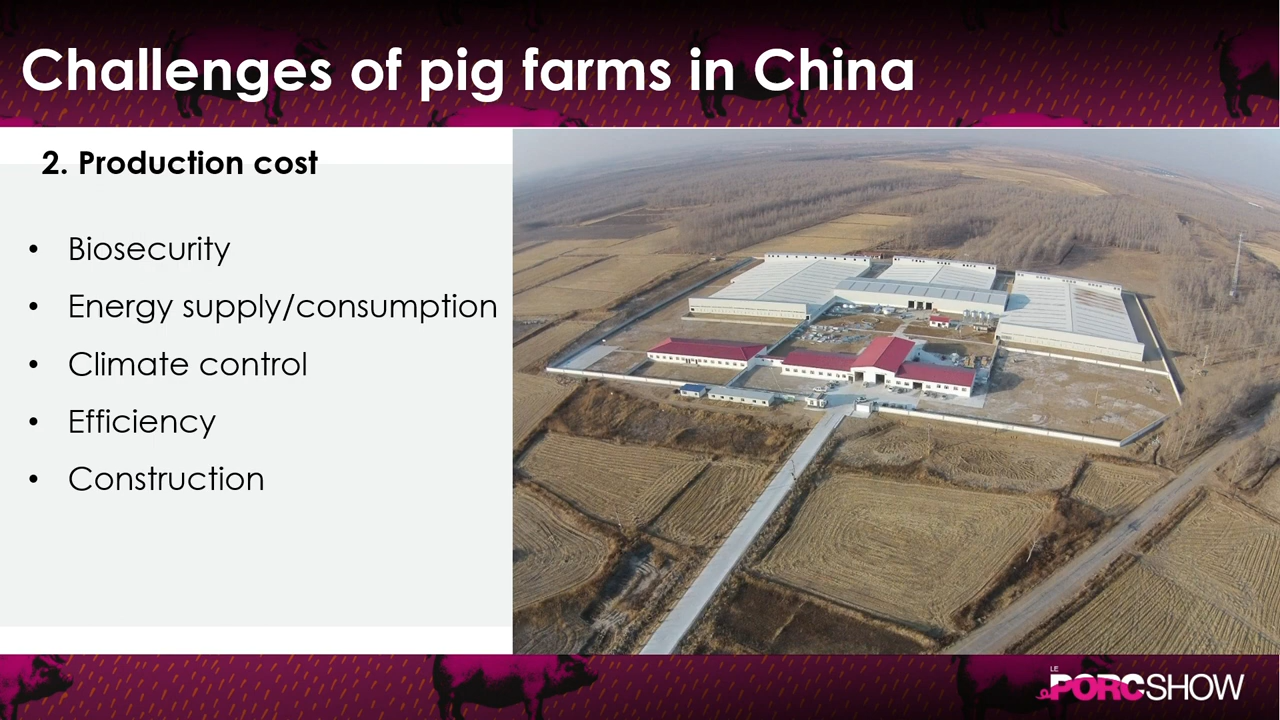 Challenges of pig farms in China
2. Production cost
• Biosecurity
• Energy supply/consumption
• Climate control
• Efficiency
• Construction
LE
PORCSHOW